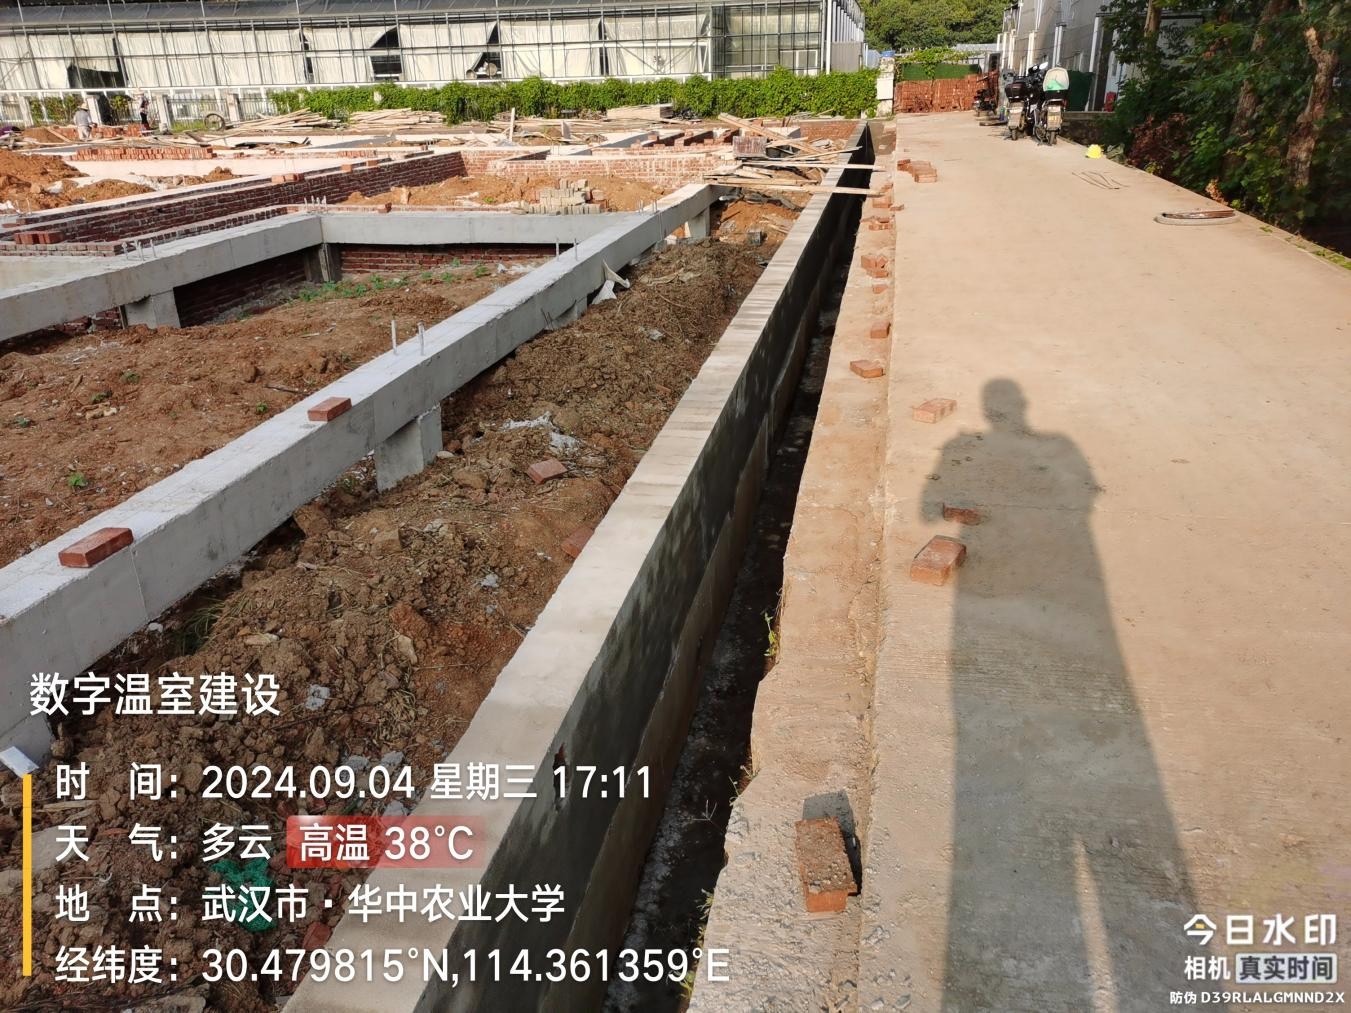 数字温室建设
时 间：2024.09.04 星期三 17:11
天 气：多云 高温 38℃
地 点：武汉市·华中农业大学
经纬度：30.479815°N,114.361359°E
今日水印
相机 真实时间
防伪 D39RLALGMNND2X